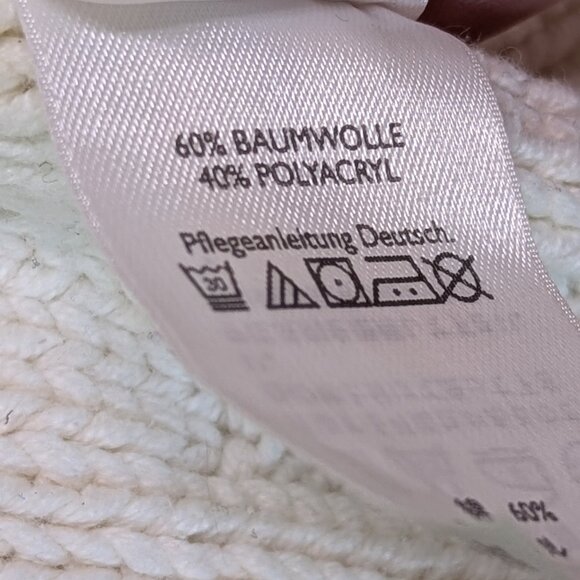 60% BAUMWOLLE
40% POLYACRYL
Pflegeanleitung Deutsch.
30
60%